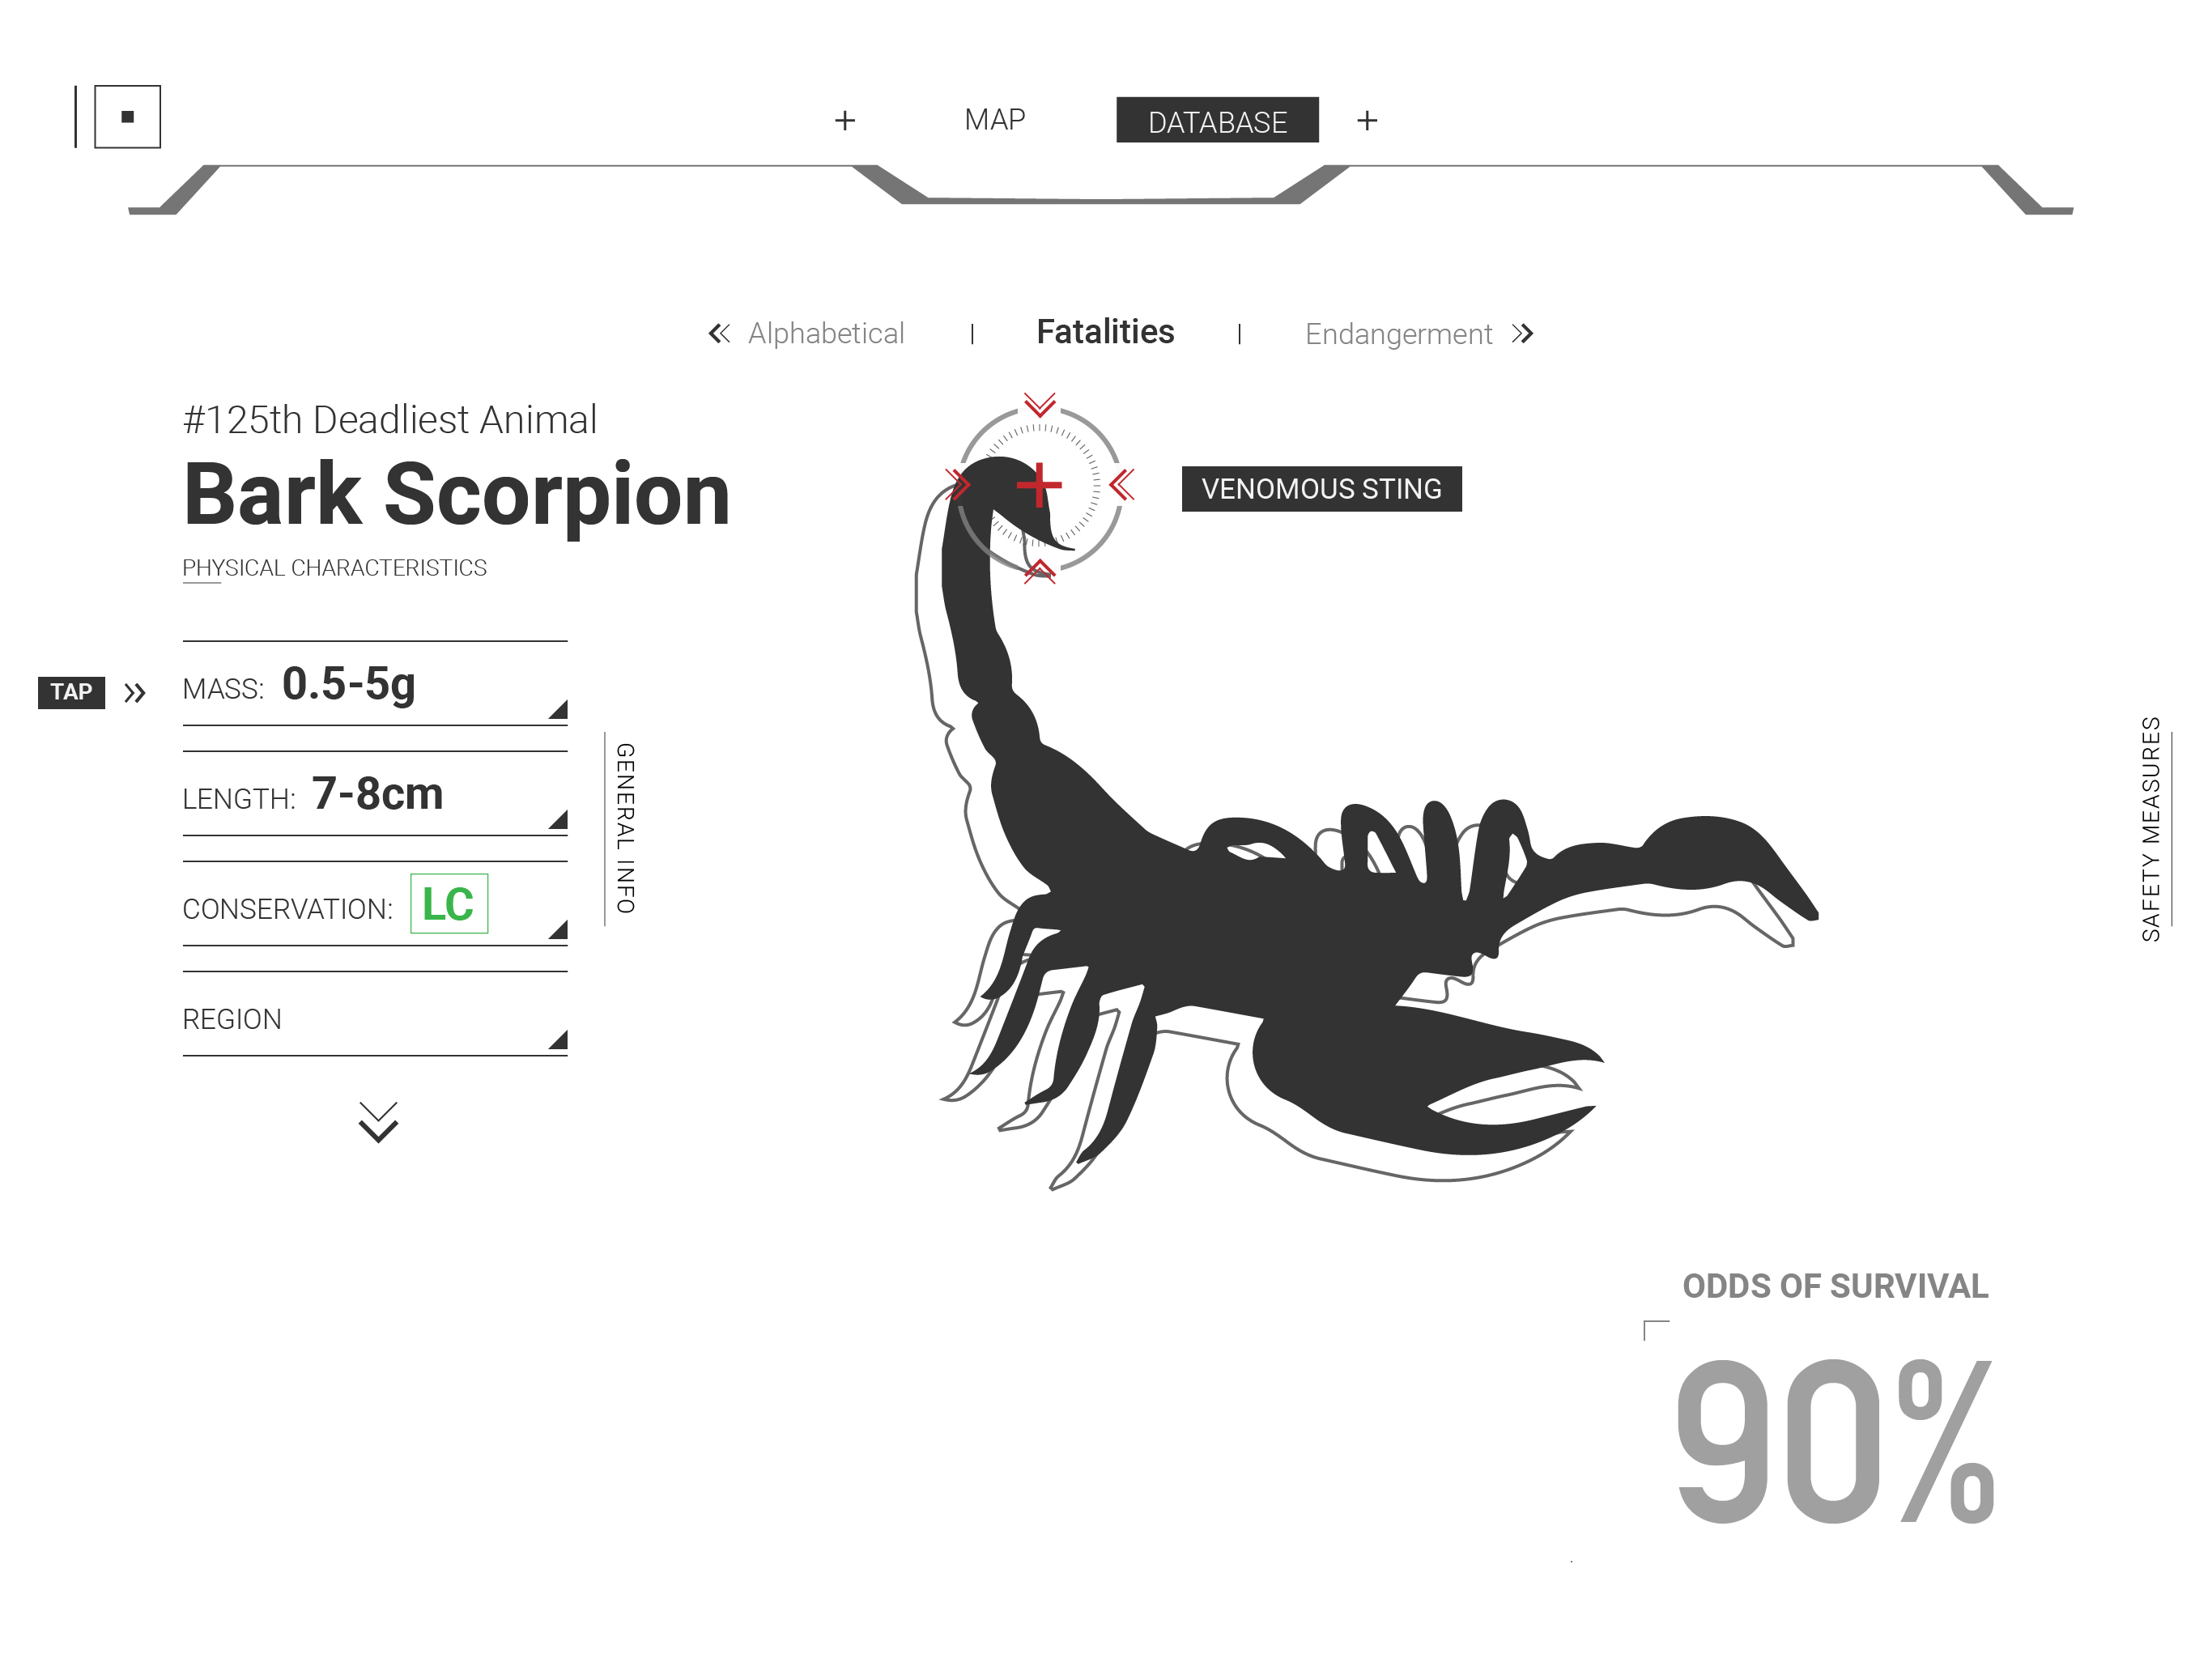 + MAP DATABASE +
Alphabetical | Fatalities | Endangerment
#125th Deadliest Animal
Bark Scorpion
PHYSICAL CHARACTERISTICS
VENOMOUS STING
TAP
MASS: 0.5-5g
LENGTH: 7-8cm
CONSERVATION: LC
REGION
GENERAL INFO
SAFETY MEASURES
ODDS OF SURVIVAL
90%